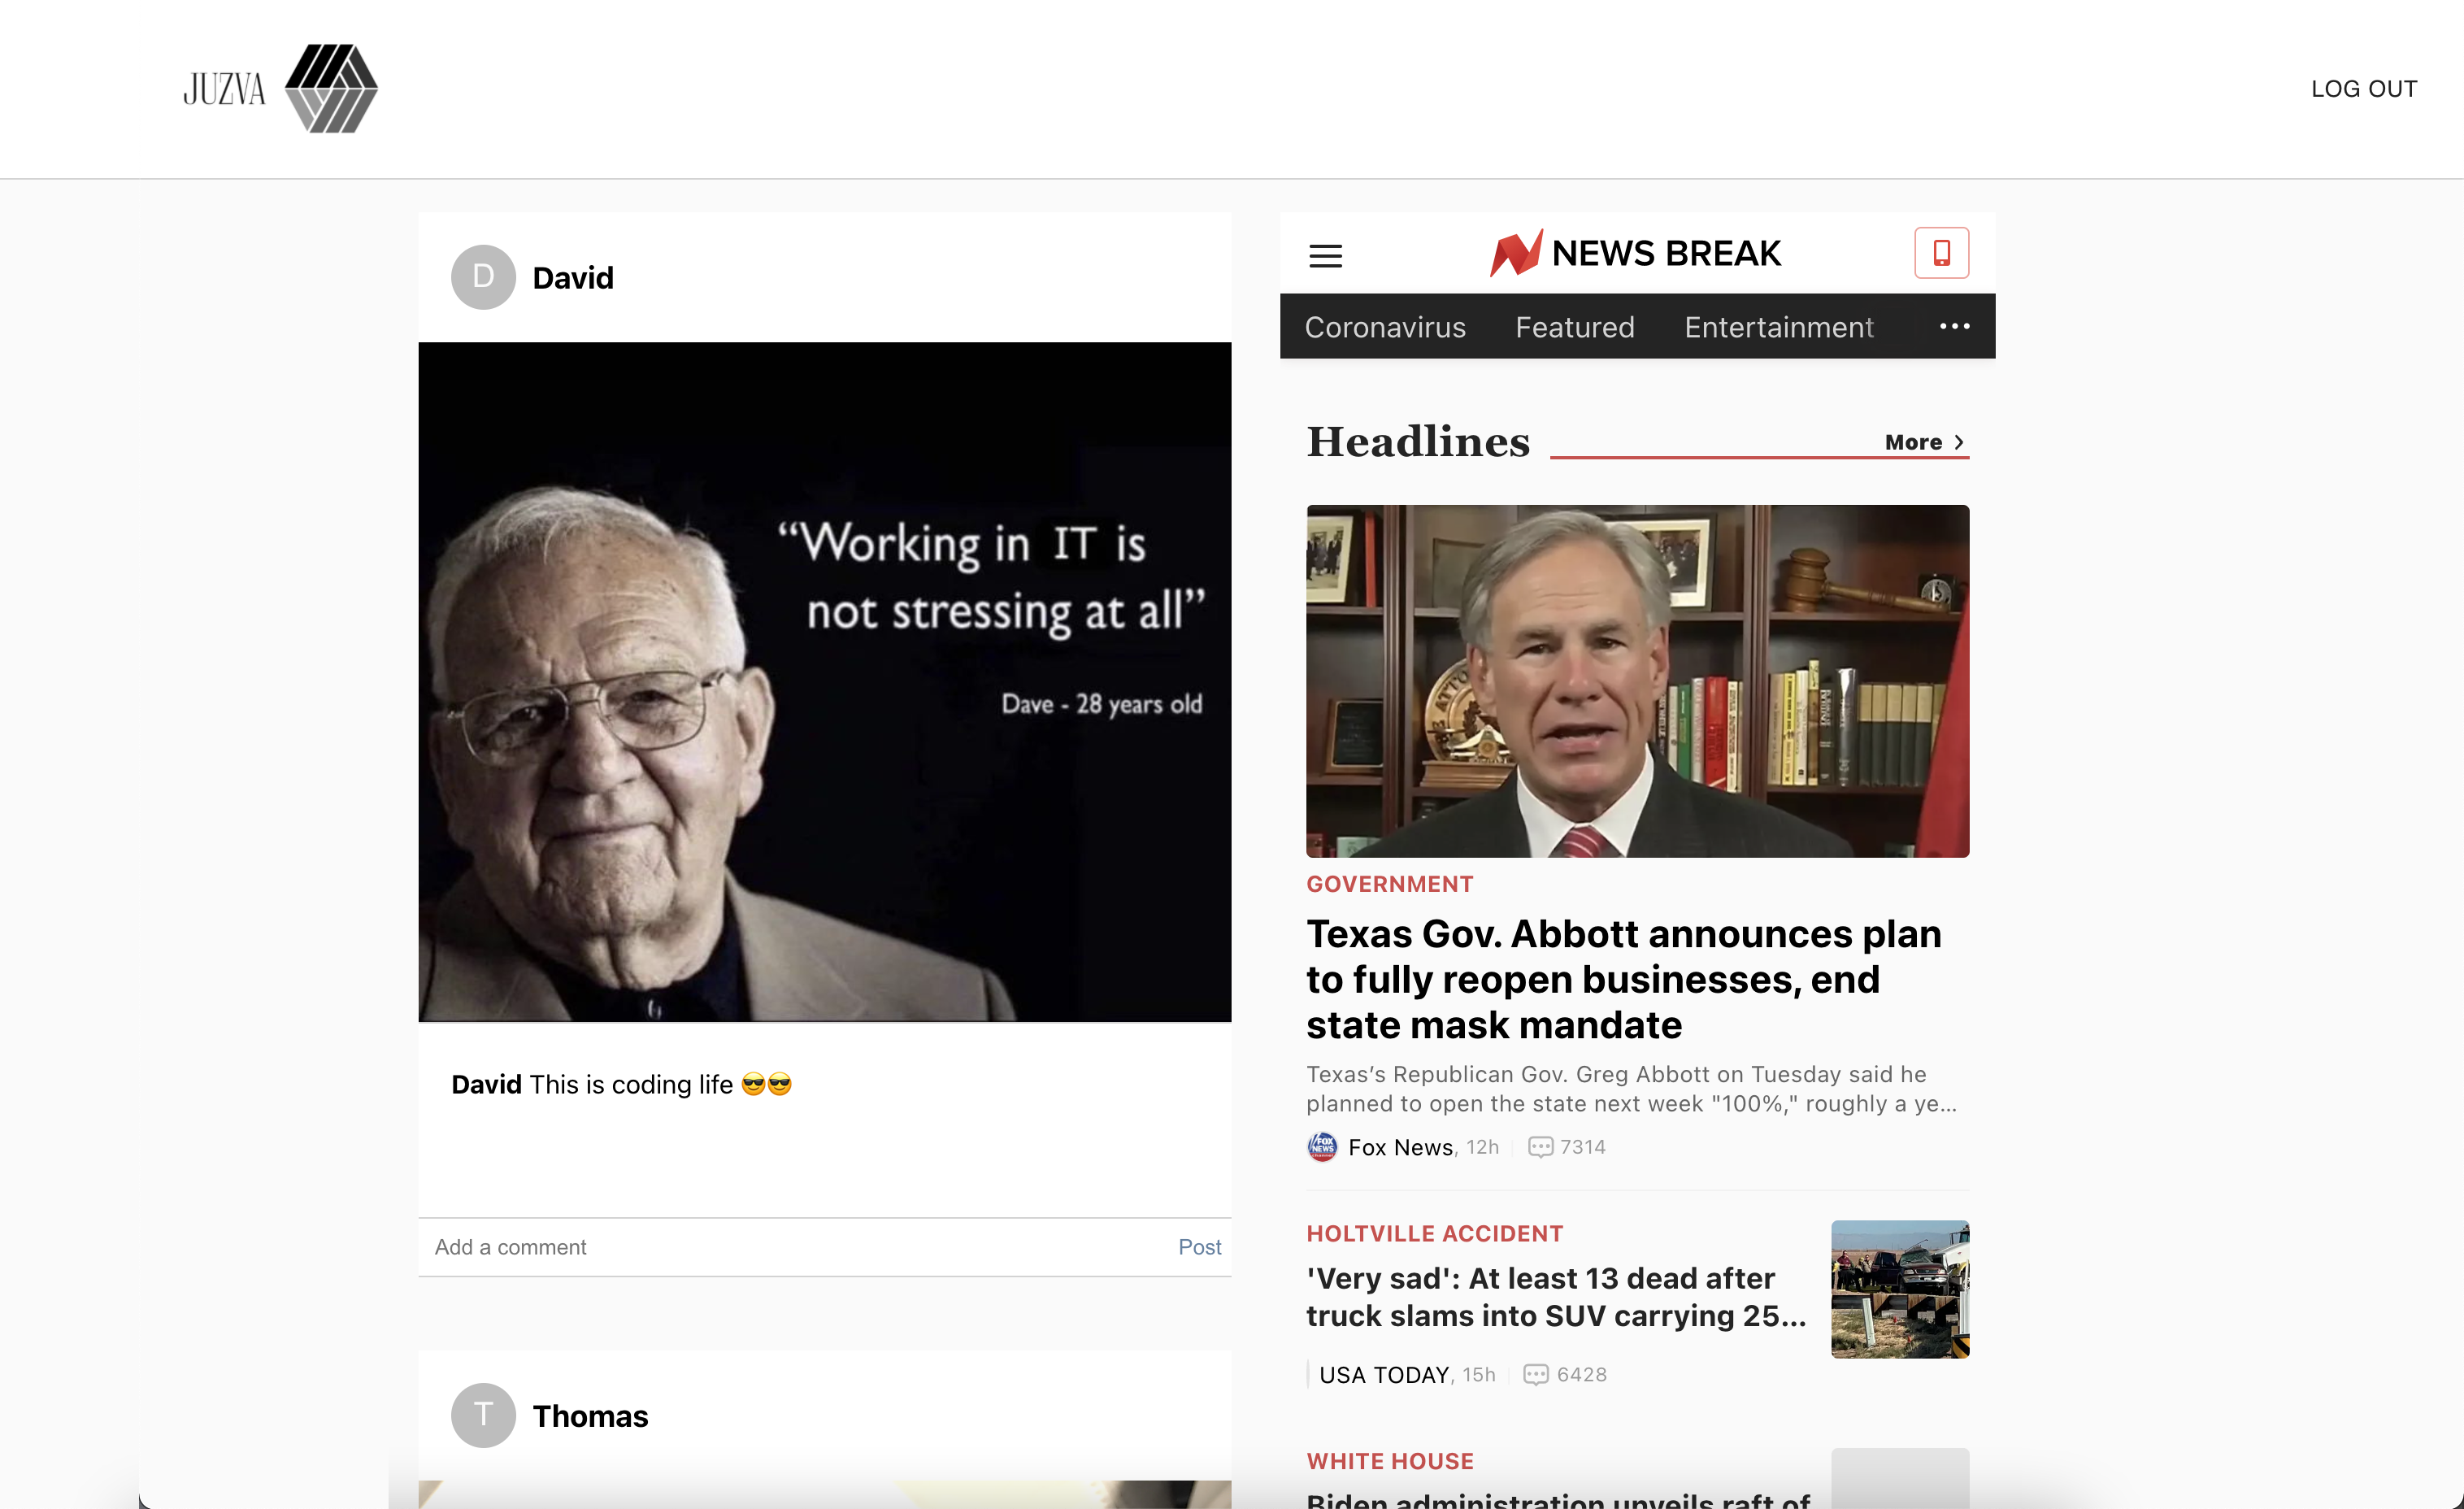 JUZVA
LOG OUT
D
David
“Working in IT is
not stressing at all”
Dave - 28 years old
David This is coding life 😎😎
Add a comment
Post
T
Thomas
NEWS BREAK
Coronavirus
Featured
Entertainment
...
Headlines
More >
GOVERNMENT
Texas Gov. Abbott announces plan
to fully reopen businesses, end
state mask mandate
Texas’s Republican Gov. Greg Abbott on Tuesday said he
planned to open the state next week "100%," roughly a ye...
FOX
NEWS
Fox News, 12h
7314
HOLTVILLE ACCIDENT
'Very sad': At least 13 dead after
truck slams into SUV carrying 25...
USA TODAY, 15h
6428
WHITE HOUSE
Biden administration unveils raft of